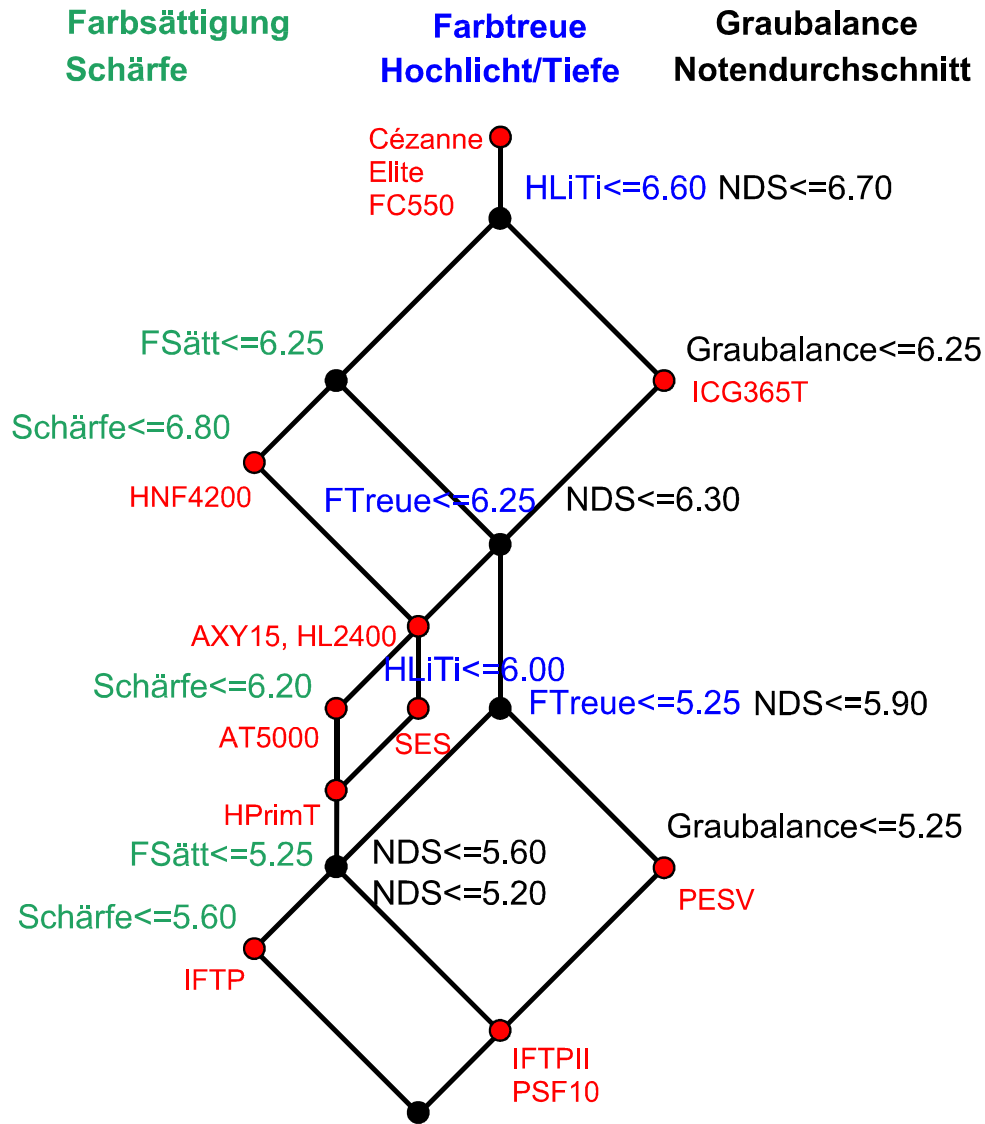 Farbsättigung
Schärfe
Farbtreue
Hochlicht/Tiefe
Graubalance
Notendurchschnitt
Cézanne
Elite
FC550
HLiTi<=6.60
NDS<=6.70
FSätt<=6.25
Graubalance<=6.25
ICG365T
Schärfe<=6.80
HNF4200
FTreue<=6.25
NDS<=6.30
AXY15, HL2400
HLiTi<=6.00
Schärfe<=6.20
FTreue<=5.25
NDS<=5.90
AT5000
SES
HPrimT
Graubalance<=5.25
FSätt<=5.25
NDS<=5.60
NDS<=5.20
PESV
Schärfe<=5.60
IFTP
IFTPII
PSF10